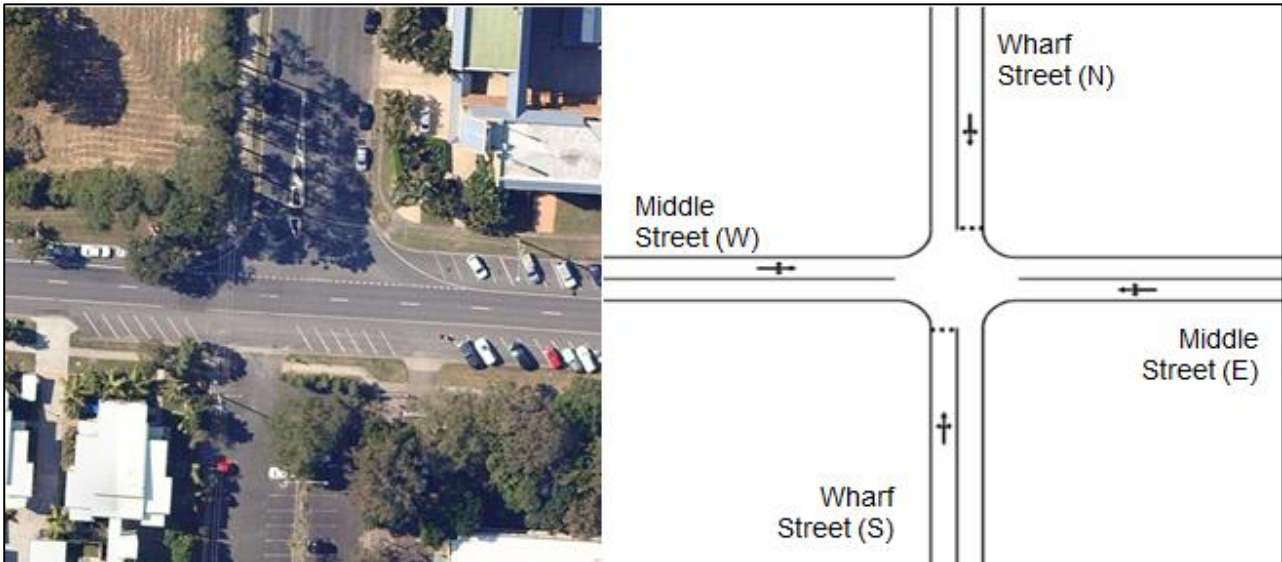 Wharf
Street (N)
Middle
Street (W)
Middle
Street (E)
Wharf
Street (S)